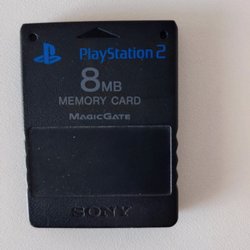 PlayStation 2
8MB
MEMORY CARD
MAGICGATE
SONY